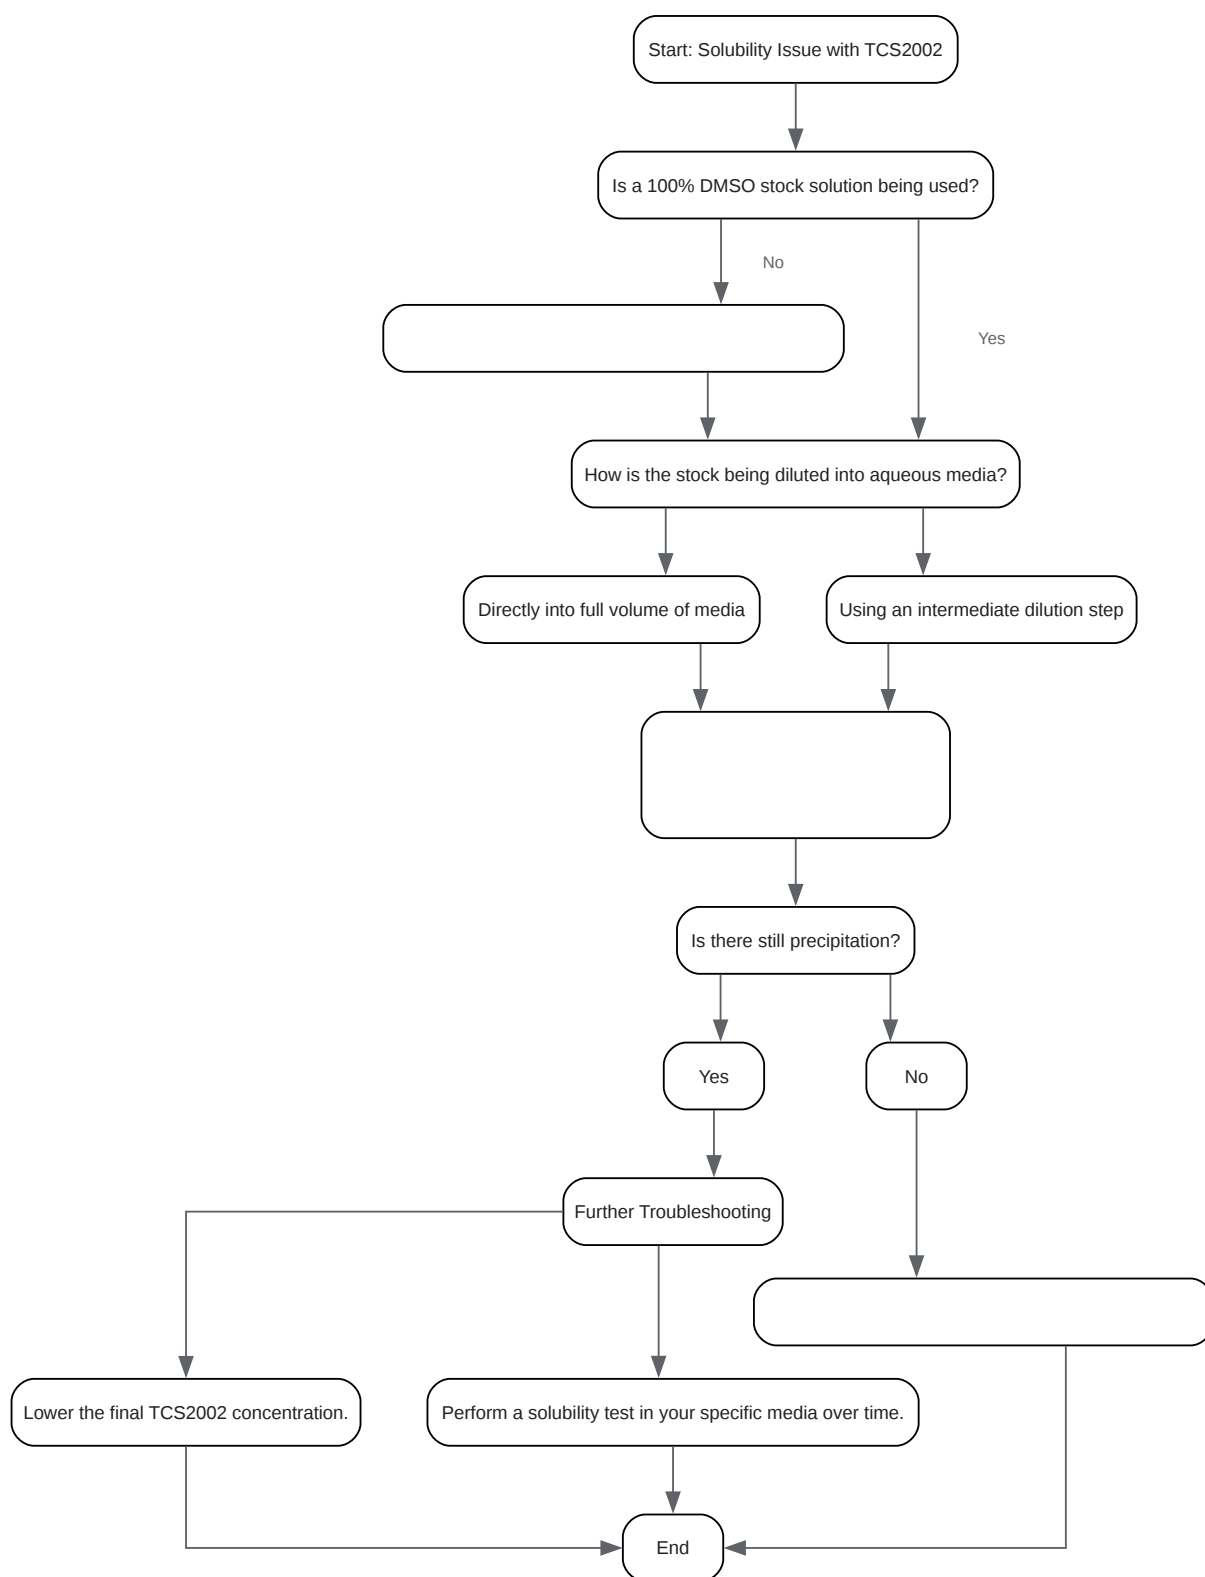 Start: Solubility Issue with TCS2002
Is a 100% DMSO stock solution being used?
No
Yes
How is the stock being diluted into aqueous media?
Directly into full volume of media
Using an intermediate dilution step
Is there still precipitation?
Yes
No
Further Troubleshooting
Lower the final TCS2002 concentration.
Perform a solubility test in your specific media over time.
End